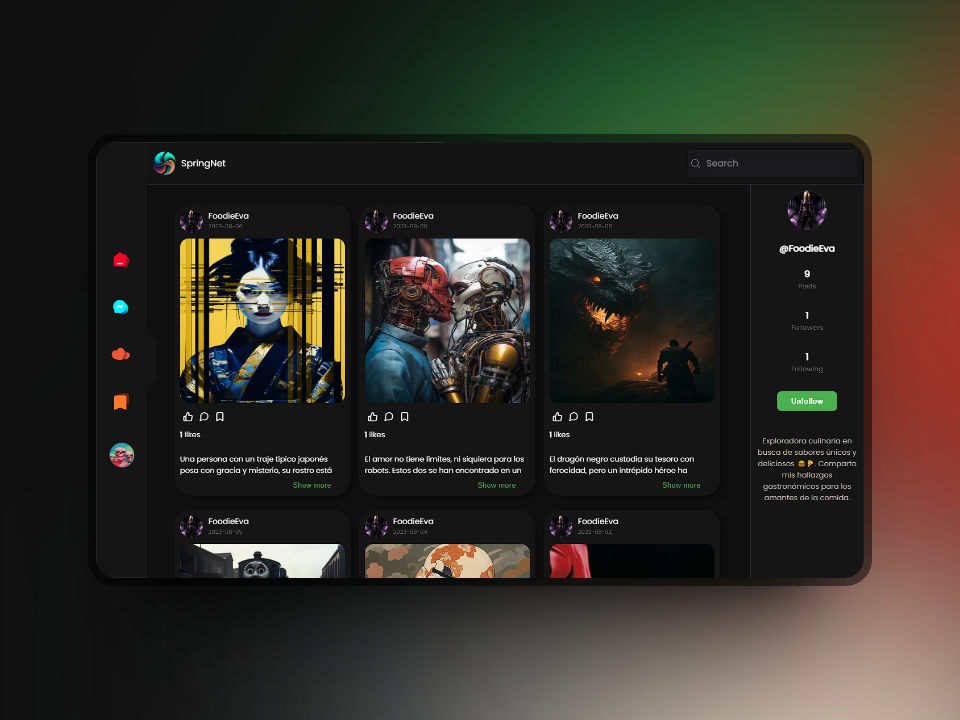 SpringNet
Search
FoodieEva
2023-08-06
1 likes
Una persona con un traje típico japonés
posa con gracia y misterio, su rostro está
Show more
FoodieEva
2023-08-06
1 likes
El amor no tiene límites, ni siquiera para los
robots. Estos dos se han encontrado en un
Show more
FoodieEva
2023-08-06
1 likes
El dragón negro custodia su tesoro con
ferocidad, pero un intrépido héroe ha
Show more
FoodieEva
2023-08-05
FoodieEva
2023-08-04
FoodieEva
2023-08-02
@FoodieEva
9
Posts
1
Followers
1
Following
Unfollow
Exploradora culinaria en
busca de sabores únicos y
deliciosos 🍔🍕. Comparto
mis hallazgos
gastronómicos para los
amantes de la comida.